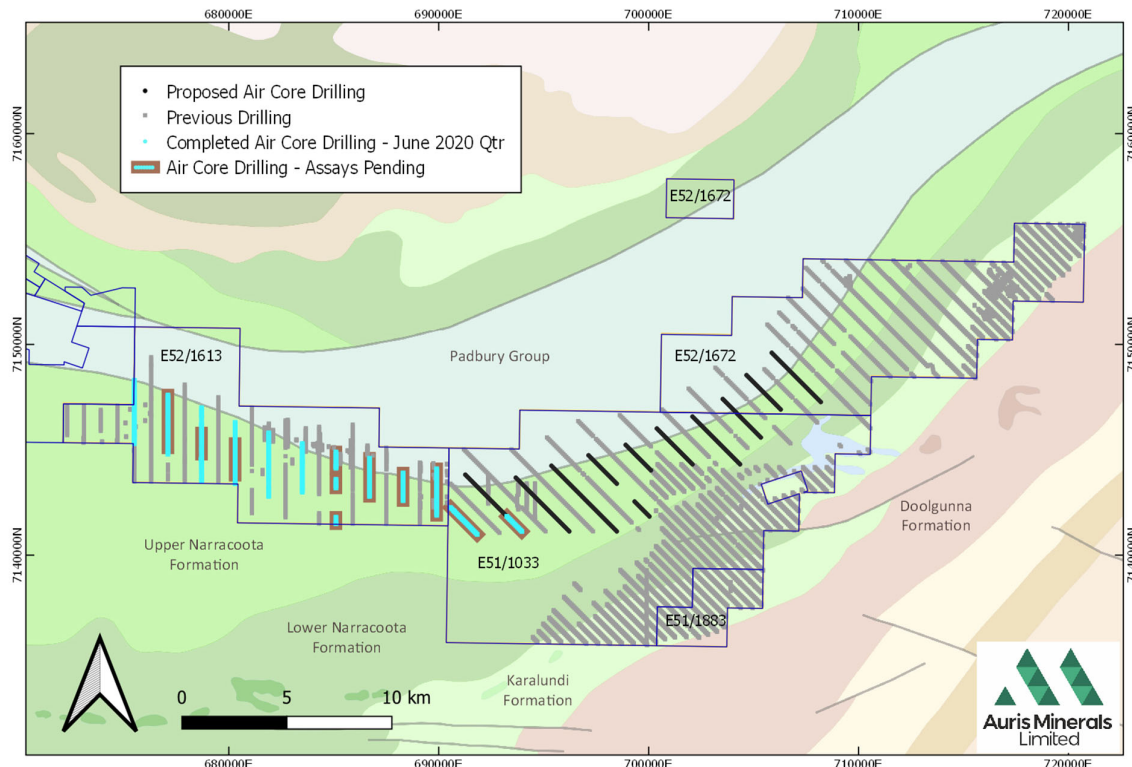 680000E
690000E
700000E
710000E
720000E
Proposed Air Core Drilling
Previous Drilling
Completed Air Core Drilling - June 2020 Qtr
Air Core Drilling - Assays Pending
7160000N
7160000N
E52/1672
E52/1613
Padbury Group
E52/1672
7150000N
7150000N
Doolgunna
Formation
Upper Narracoota
Formation
E51/1033
7140000N
7140000N
E51/1883
Lower Narracoota
Formation
Karalundi
Formation
0 5 10 km
Auris Minerals
Limited
680000E
690000E
700000E
710000E
720000E